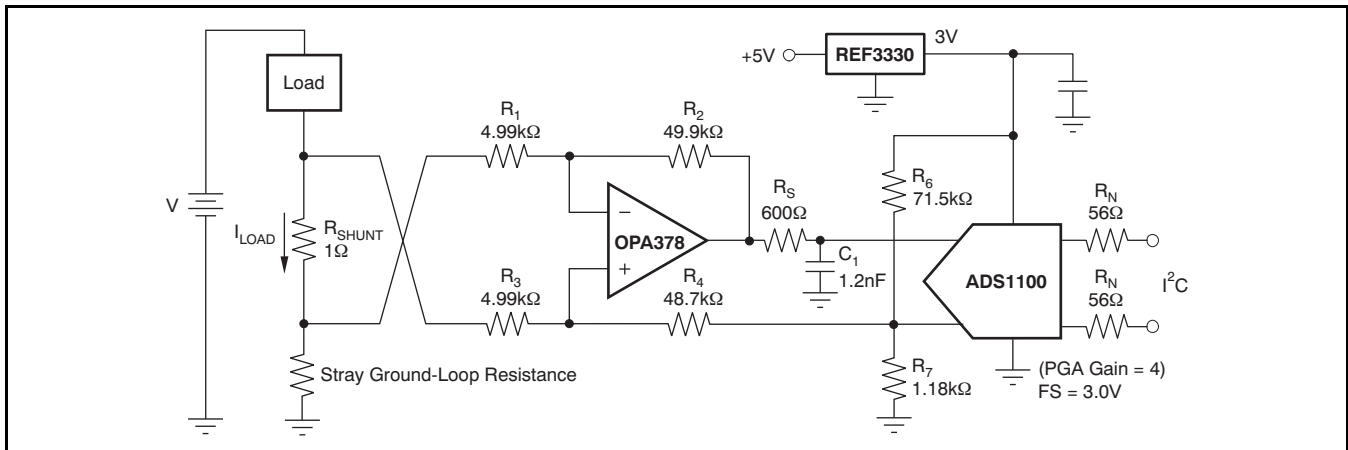 +5V
REF3330
3V
Load
R1
4.99kΩ
R2
49.9kΩ
RS
600Ω
R6
71.5kΩ
RN
56Ω
V
ILOAD
RSHUNT
1Ω
−
OPA378
+
C1
1.2nF
ADS1100
I²C
R3
4.99kΩ
R4
48.7kΩ
RN
56Ω
Stray Ground-Loop Resistance
R7
1.18kΩ
(PGA Gain = 4)
FS = 3.0V